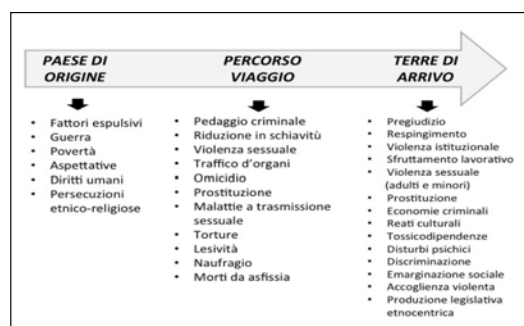 PAESE DI
ORIGINE
• Fattori espulsivi
• Guerra
• Povertà
• Aspettative
• Diritti umani
• Persecuzioni
etnico-religiose
PERCORSO
VIAGGIO
• Pedaggio criminale
• Riduzione in schiavitù
• Violenza sessuale
• Traffico d'organi
• Omicidio
• Prostituzione
• Malattie a trasmissione
sessuale
• Torture
• Lesività
• Naufragio
• Morti da asfissia
TERRE DI
ARRIVO
• Pregiudizio
• Respingimento
• Violenza istituzionale
• Sfruttamento lavorativo
• Violenza sessuale
(adulti e minori)
• Prostituzione
• Economie criminali
• Reati culturali
• Tossicodipendenze
• Disturbi psichici
• Discriminazione
• Emarginazione sociale
• Accoglienza violenta
• Produzione legislativa
etnocentrica